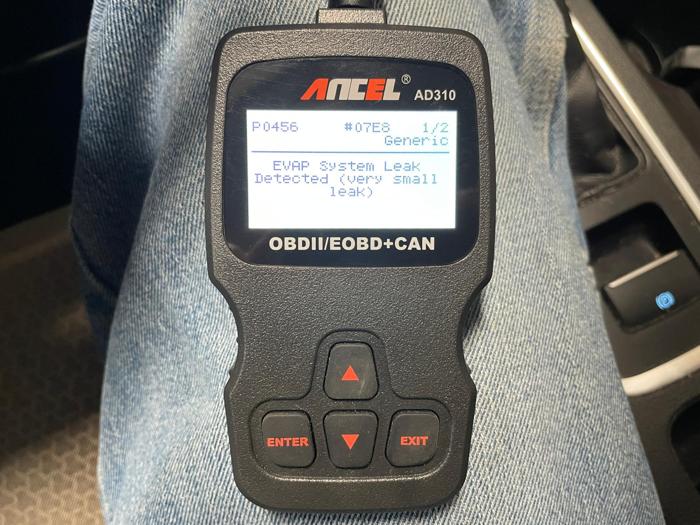 ANCEL®
AD310
P0456 #07E8 1/2
Generic
EVAP System Leak
Detected (very small
leak)
OBDII/EOBD+CAN
ENTER
EXIT